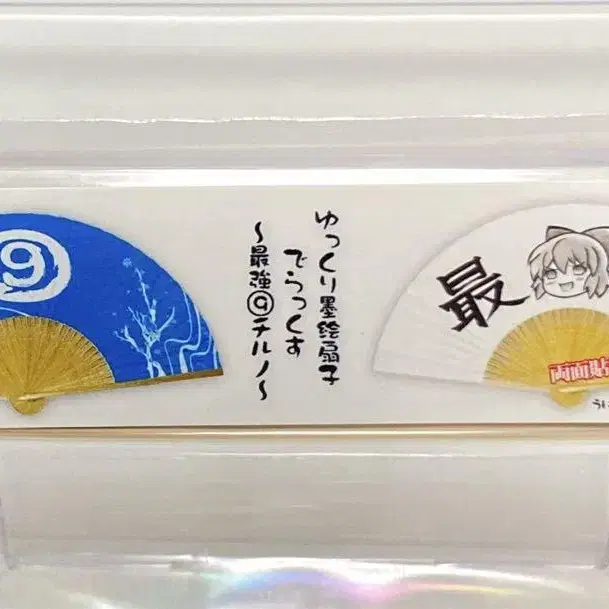 ⑨
ゆっくり墨絵扇子
でらっくす
～最強⑨チルノ～
最
両面貼